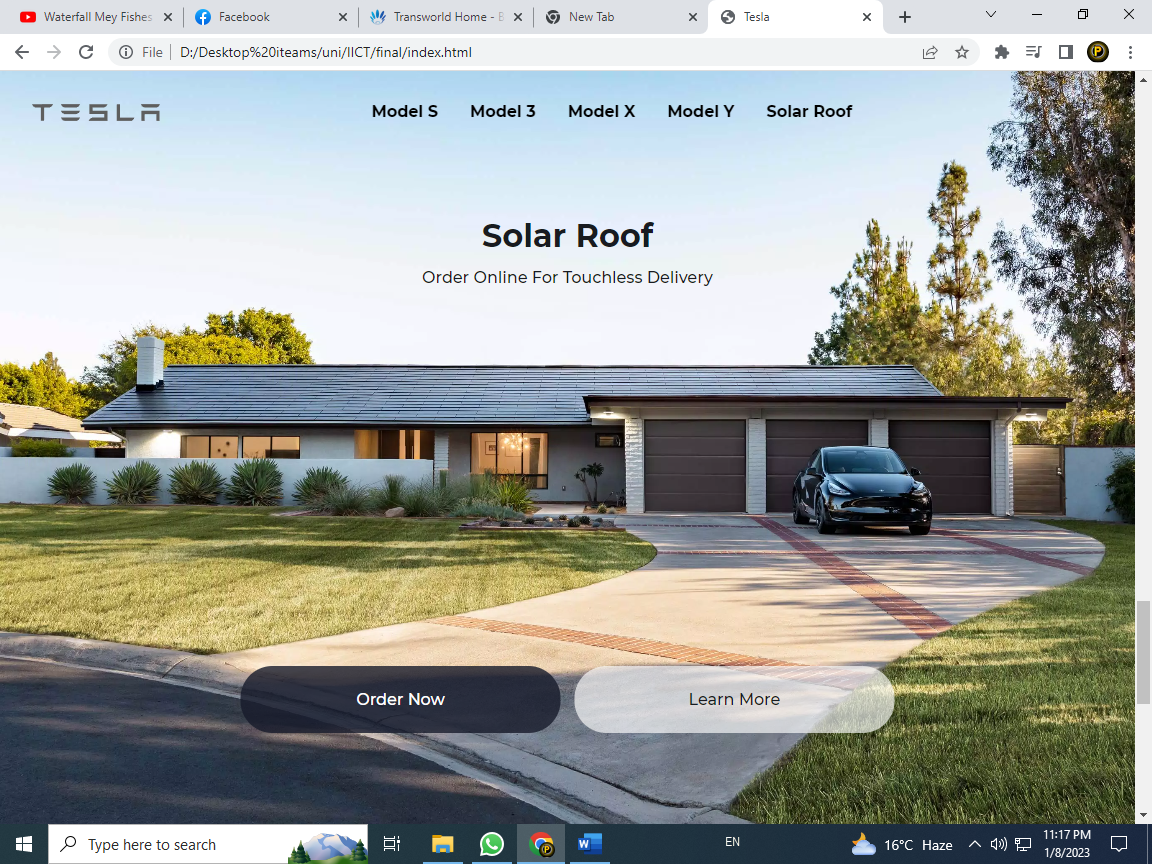 Waterfall Mey Fishes
Facebook
Transworld Home - B
New Tab
Tesla
File
D:/Desktop%20iteams/uni/IICT/final/index.html
P
TESLA
Model S
Model 3
Model X
Model Y
Solar Roof
Solar Roof
Order Online For Touchless Delivery
Order Now
Learn More
Type here to search
P
W
EN
16°C Haze
11:17 PM
1/8/2023